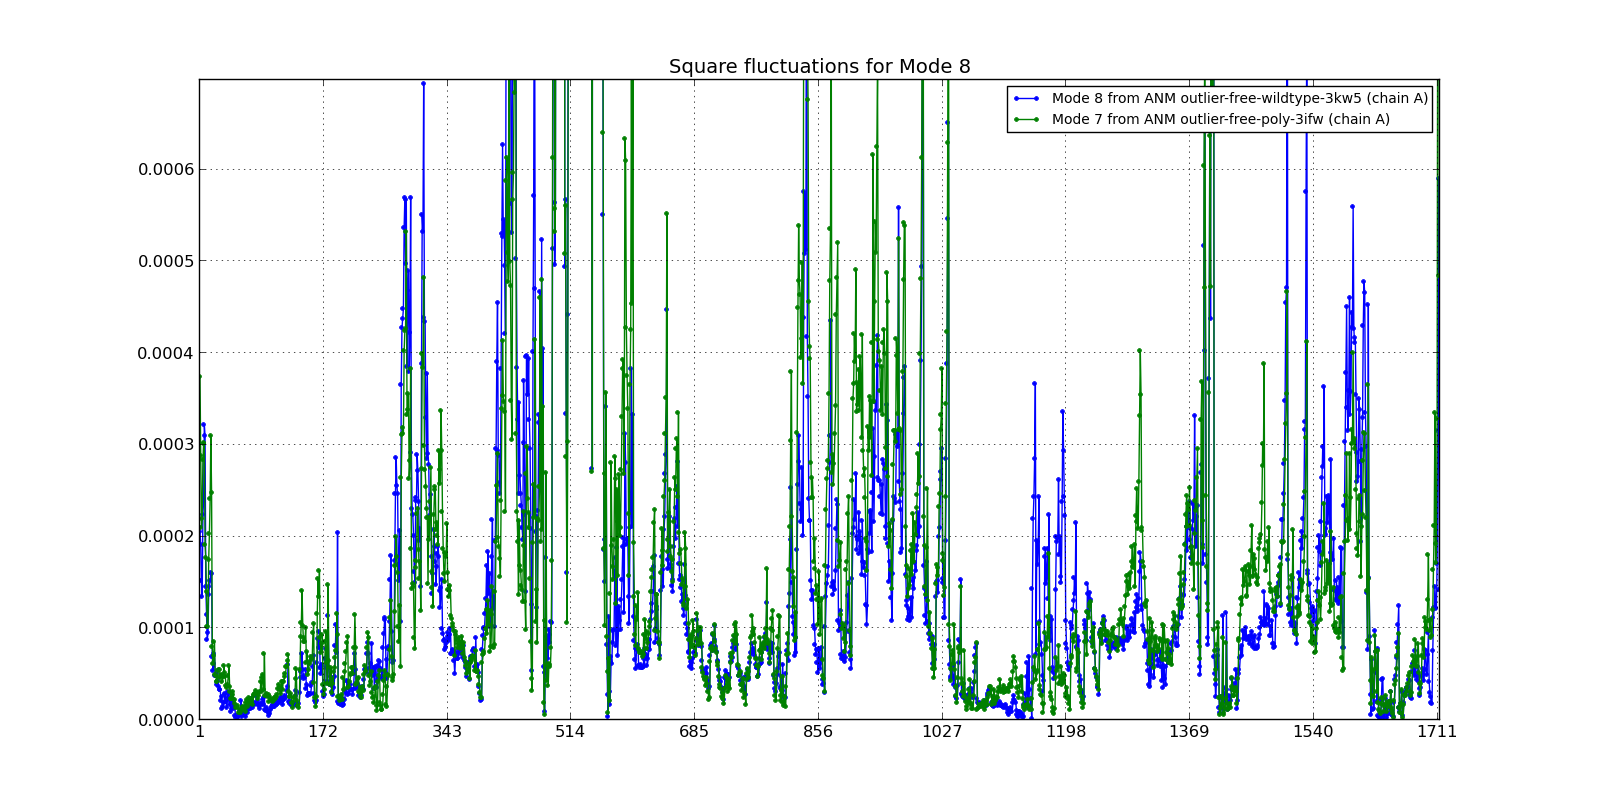 Square fluctuations for Mode 8
Mode 8 from ANM outlier-free-wildtype-3kw5 (chain A)
Mode 7 from ANM outlier-free-poly-3ifw (chain A)
0.0006
0.0005
0.0004
0.0003
0.0002
0.0001
0.0000
1 172 343 514 685 856 1027 1198 1369 1540 1711